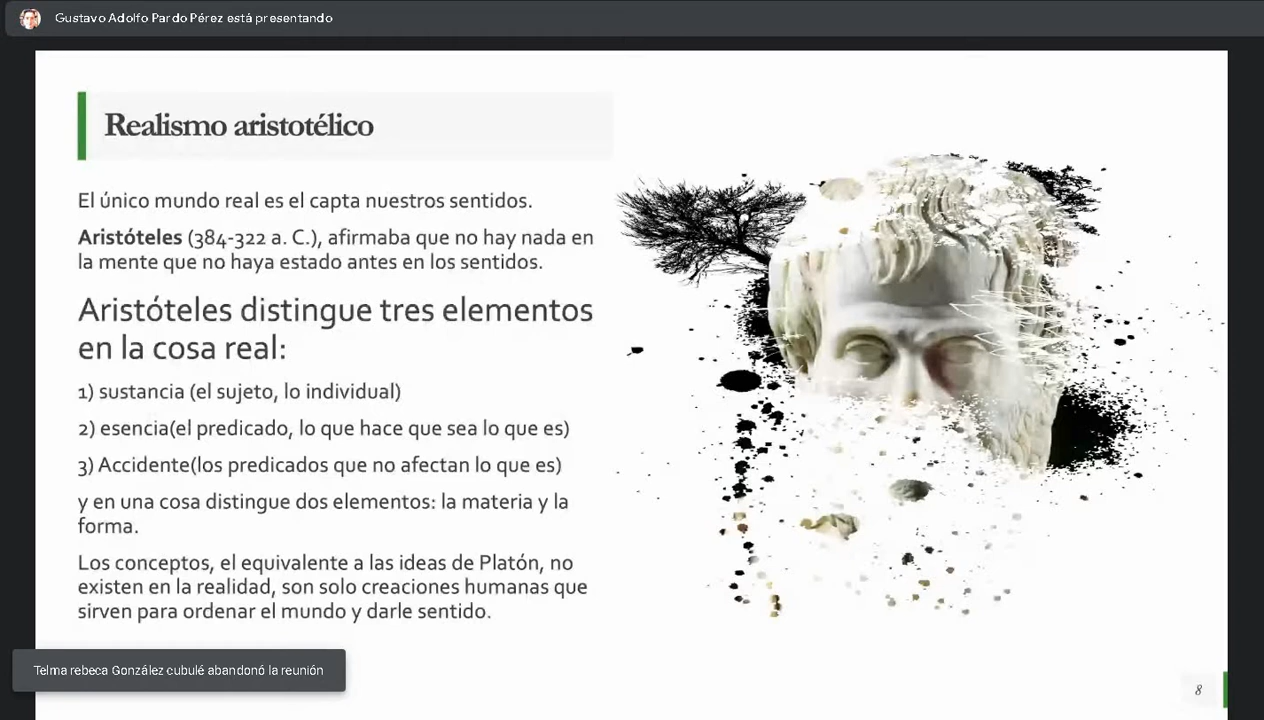 Gustavo Adolfo Pardo Pérez está presentando
Realismo aristotélico
El único mundo real es el capta nuestros sentidos.
Aristóteles (384-322 a. C.), afirmaba que no hay nada en
la mente que no haya estado antes en los sentidos.
Aristóteles distingue tres elementos
en la cosa real:
1) sustancia (el sujeto, lo individual)
2) esencia(el predicado, lo que hace que sea lo que es)
3) Accidente(los predicados que no afectan lo que es)
y en una cosa distingue dos elementos: la materia y la
forma.
Los conceptos, el equivalente a las ideas de Platón, no
existen en la realidad, son solo creaciones humanas que
sirven para ordenar el mundo y darle sentido.
Telma rebeca González cubulé abandonó la reunión
8